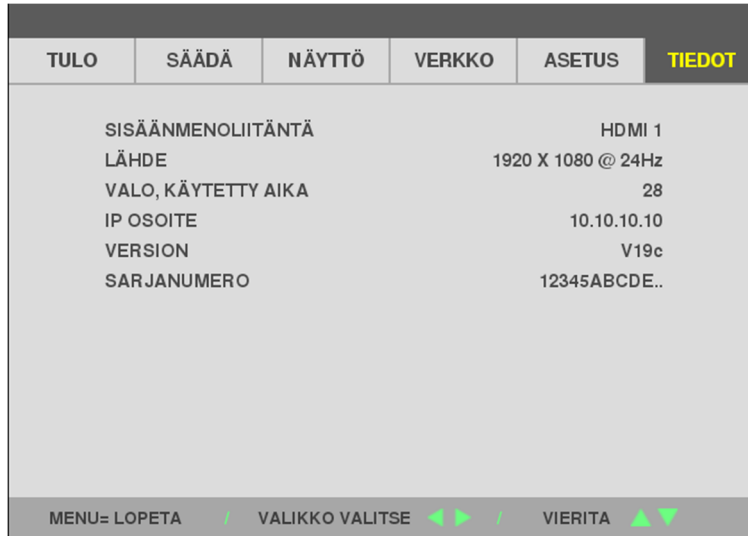 TULO SÄÄDÄ NÄYTTÖ VERKKO ASETUS TIEDOT
SISÄÄNMENOLIITÄNTÄ HDMI 1
LÄHDE 1920 X 1080 @ 24Hz
VALO, KÄYTETTY AIKA 28
IP OSOITE 10.10.10.10
VERSION V19c
SARJANUMERO 12345ABCDE..
MENU= LOPETA / VALIKKO VALITSE ◀ ▶ / VIERITA ▲ ▼